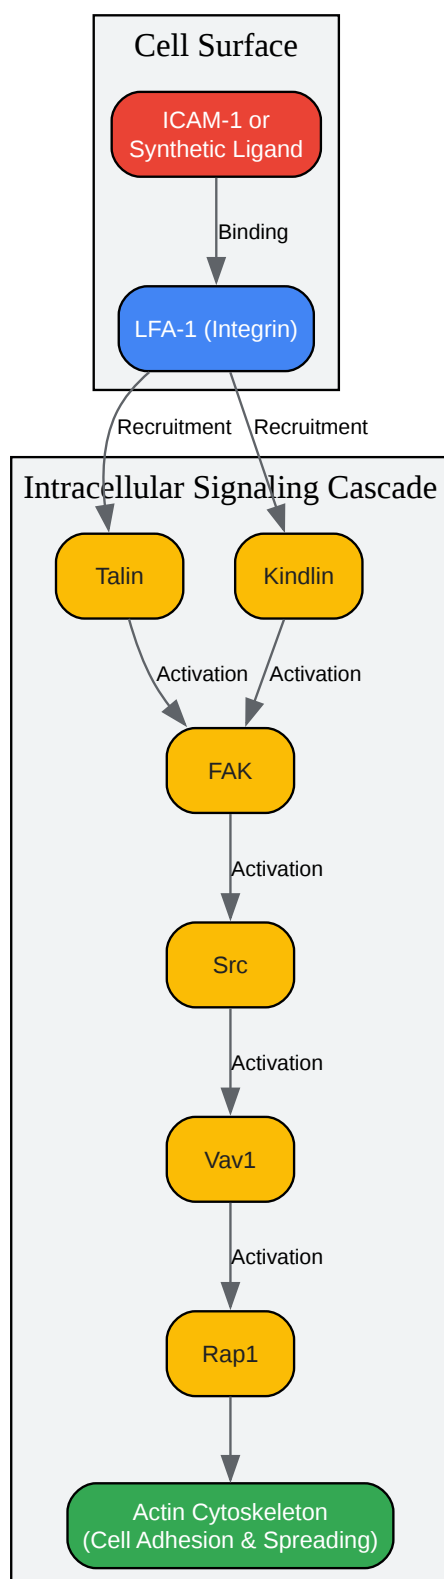 Cell Surface
ICAM-1 or
Synthetic Ligand
Binding
LFA-1 (Integrin)
Recruitment
Recruitment
Intracellular Signaling Cascade
Talin
Kindlin
Activation
Activation
FAK
Activation
Src
Activation
Vav1
Activation
Rap1
Actin Cytoskeleton
(Cell Adhesion & Spreading)